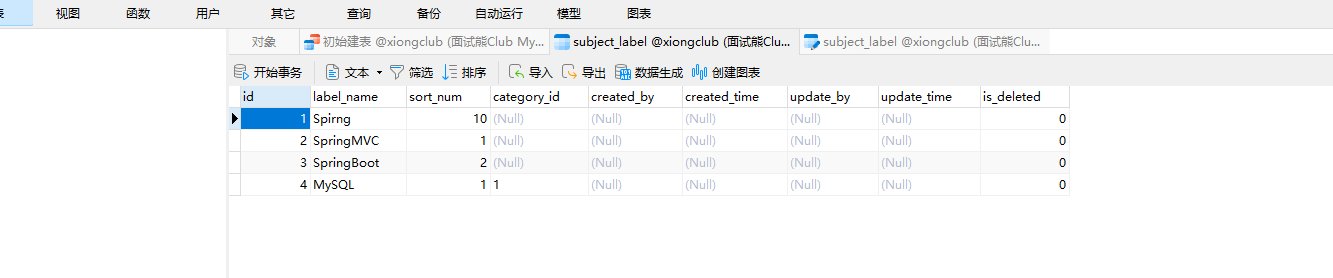 表 视图 函数 用户 其它 查询 备份 自动运行 模型 图表
对象 初始建表 @xiongclub (面试熊Club My... subject_label @xiongclub (面试熊Clu... subject_label @xiongclub (面试熊Clu...
开始事务 文本 筛选 排序 导入 导出 数据生成 创建图表
id label_name sort_num category_id created_by created_time update_by update_time is_deleted
1 Spirng 10 (Null) (Null) (Null) (Null) (Null) 0
2 SpringMVC 1 (Null) (Null) (Null) (Null) (Null) 0
3 SpringBoot 2 (Null) (Null) (Null) (Null) (Null) 0
4 MySQL 1 1 (Null) (Null) (Null) (Null) 0